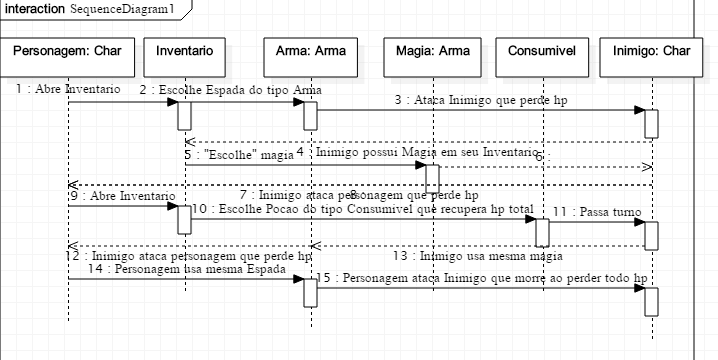 interaction SequenceDiagram1
Personagem: Char
Inventario
Arma: Arma
Magia: Arma
Consumivel
Inimigo: Char
1 : Abre Inventario
2 : Escolhe Espada do tipo Arma
3 : Ataca Inimigo que perde hp
4 : Inimigo possui Magia em seu Inventario
5 : "Escolhe" magia
6 :
7 : Inimigo ataca personagem que perde hp
8 :
9 : Abre Inventario
10 : Escolhe Pocao do tipo Consumivel que recupera hp total
11 : Passa turno
12 : Inimigo ataca personagem que perde hp
13 : Inimigo usa mesma magia
14 : Personagem usa mesma Espada
15 : Personagem ataca Inimigo que morre ao perder todo hp